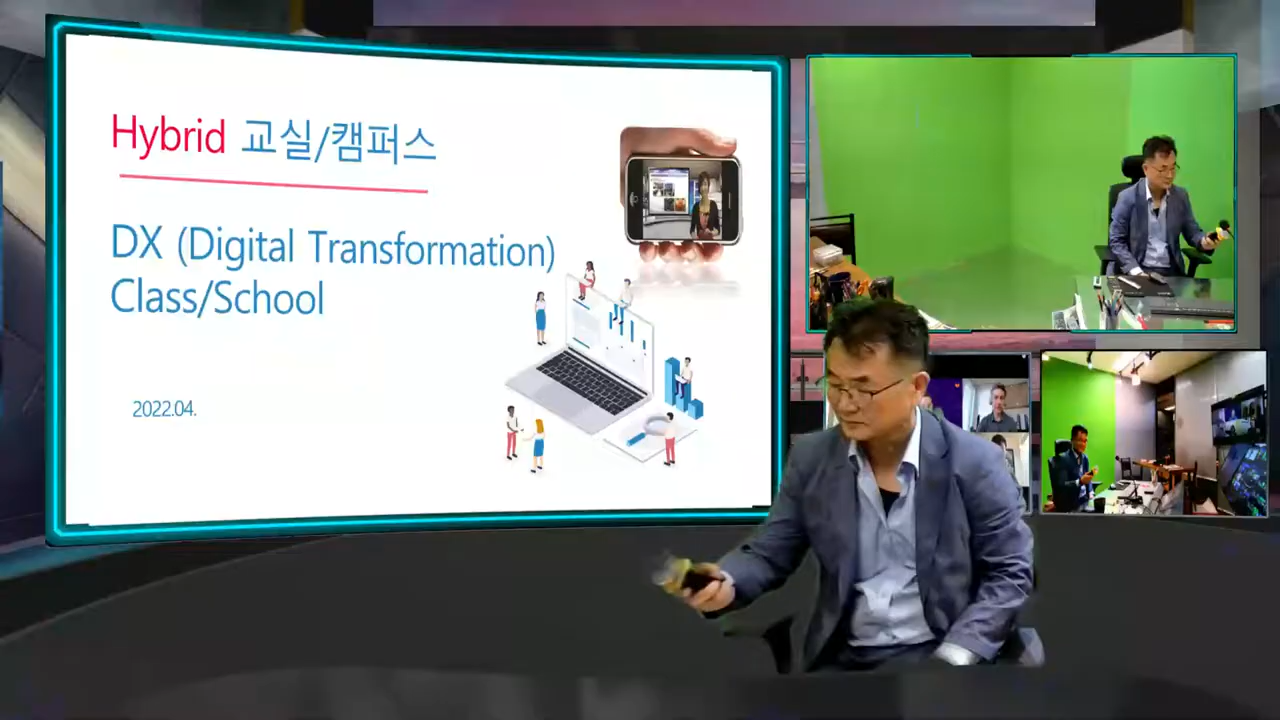 Hybrid 교실/캠퍼스
DX (Digital Transformation)
Class/School
2022.04.